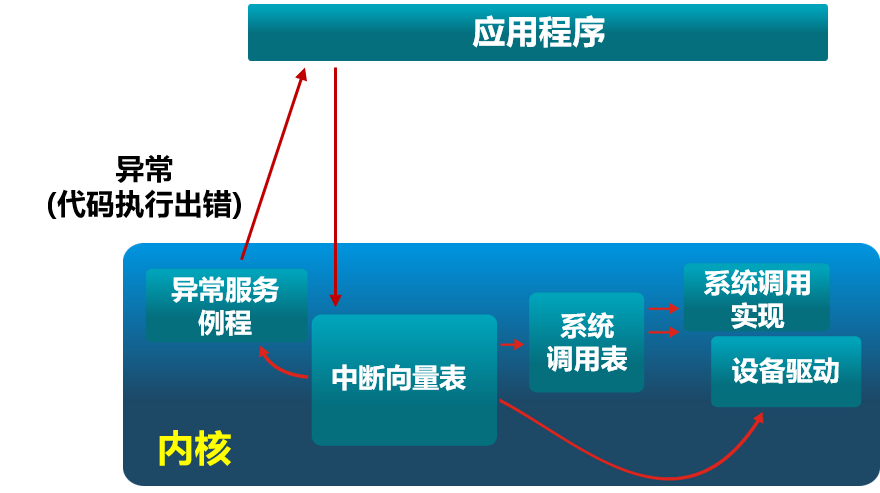 应用程序
异常
(代码执行出错)
异常服务
例程
中断向量表
系统
调用表
系统调用
实现
设备驱动
内核